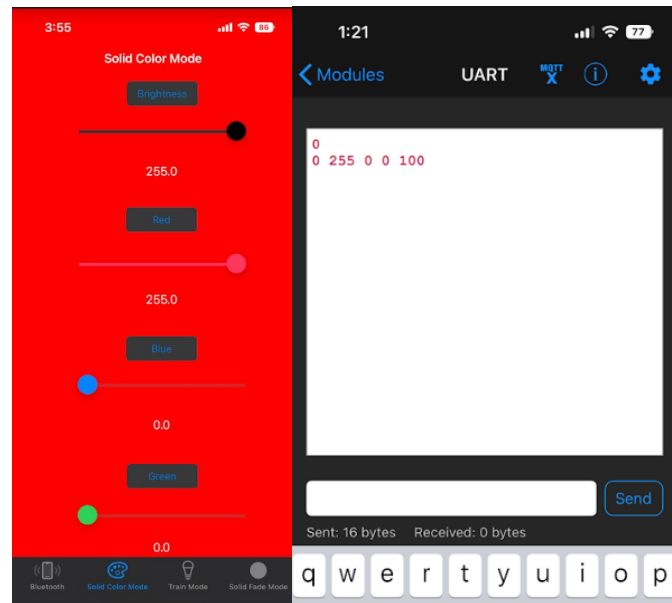 3:55
86
Solid Color Mode
Brightness
255.0
Red
255.0
Blue
0.0
Green
0.0
Bluetooth
Solid Color Mode
Train Mode
Solid Fade Mode
1:21
77
Modules
UART
MQTT
X
0
0 255 0 0 100
Send
Sent: 16 bytes Received: 0 bytes
q w e r t y u i o p